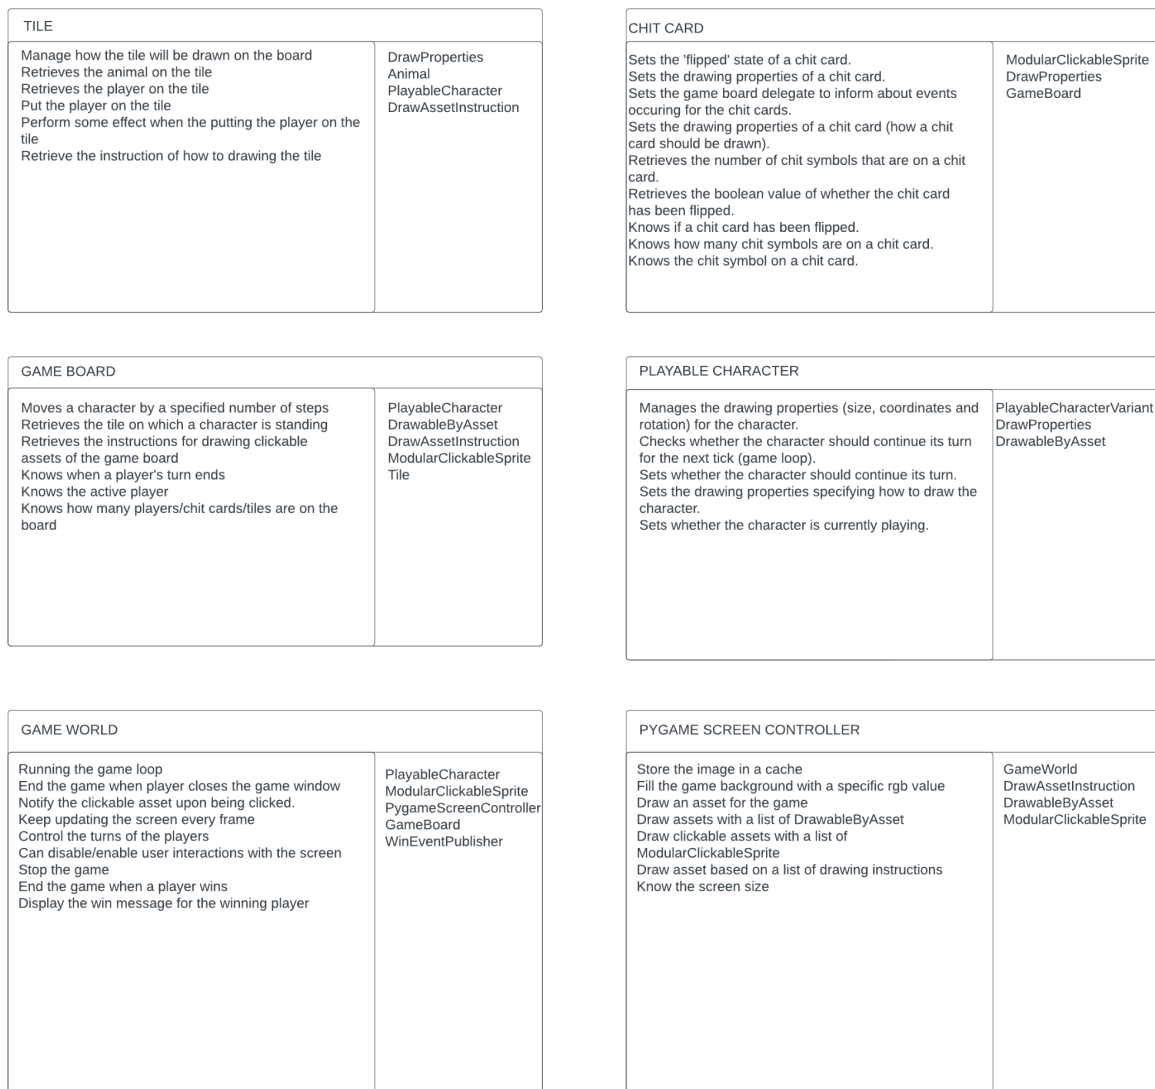 TILE
Manage how the tile will be drawn on the board
Retrieves the animal on the tile
Retrieves the player on the tile
Put the player on the tile
Perform some effect when the putting the player on the
tile
Retrieve the instruction of how to drawing the tile
DrawProperties
Animal
PlayableCharacter
DrawAssetInstruction
CHIT CARD
Sets the 'flipped' state of a chit card.
Sets the drawing properties of a chit card.
Sets the game board delegate to inform about events
occuring for the chit cards.
Sets the drawing properties of a chit card (how a chit
card should be drawn).
Retrieves the number of chit symbols that are on a chit
card.
Retrieves the boolean value of whether the chit card
has been flipped.
Knows if a chit card has been flipped.
Knows how many chit symbols are on a chit card.
Knows the chit symbol on a chit card.
ModularClickableSprite
DrawProperties
GameBoard
GAME BOARD
Moves a character by a specified number of steps
Retrieves the tile on which a character is standing
Retrieves the instructions for drawing clickable
assets of the game board
Knows when a player's turn ends
Knows the active player
Knows how many players/chit cards/tiles are on the
board
PlayableCharacter
DrawableByAsset
DrawAssetInstruction
ModularClickableSprite
Tile
PLAYABLE CHARACTER
Manages the drawing properties (size, coordinates and
rotation) for the character.
Checks whether the character should continue its turn
for the next tick (game loop).
Sets whether the character should continue its turn.
Sets the drawing properties specifying how to draw the
character.
Sets whether the character is currently playing.
PlayableCharacterVariant
DrawProperties
DrawableByAsset
GAME WORLD
Running the game loop
End the game when player closes the game window
Notify the clickable asset upon being clicked.
Keep updating the screen every frame
Control the turns of the players
Can disable/enable user interactions with the screen
Stop the game
End the game when a player wins
Display the win message for the winning player
PlayableCharacter
ModularClickableSprite
PygameScreenController
GameBoard
WinEventPublisher
PYGAME SCREEN CONTROLLER
Store the image in a cache
Fill the game background with a specific rgb value
Draw an asset for the game
Draw assets with a list of DrawableByAsset
Draw clickable assets with a list of
ModularClickableSprite
Draw asset based on a list of drawing instructions
Know the screen size
GameWorld
DrawAssetInstruction
DrawableByAsset
ModularClickableSprite